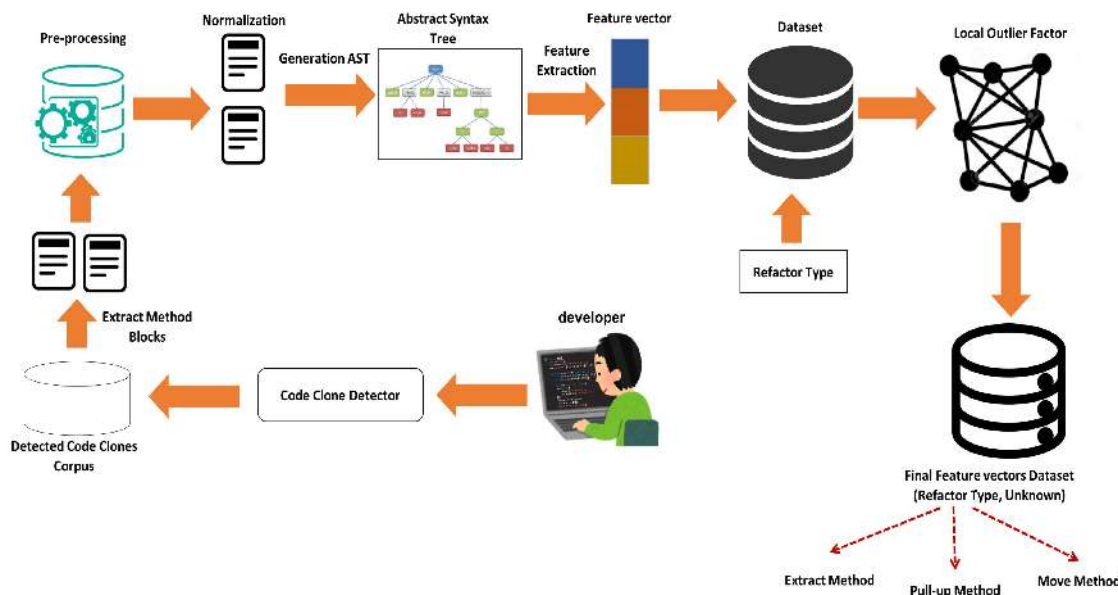 Pre-processing
Normalization
Generation AST
Abstract Syntax
Tree
Feature
Extraction
Feature vector
Dataset
Local Outlier Factor
Refactor Type
Extract Method
Blocks
developer
Code Clone Detector
Detected Code Clones
Corpus
Final Feature vectors Dataset
(Refactor Type, Unknown)
Extract Method
Pull-up Method
Move Method